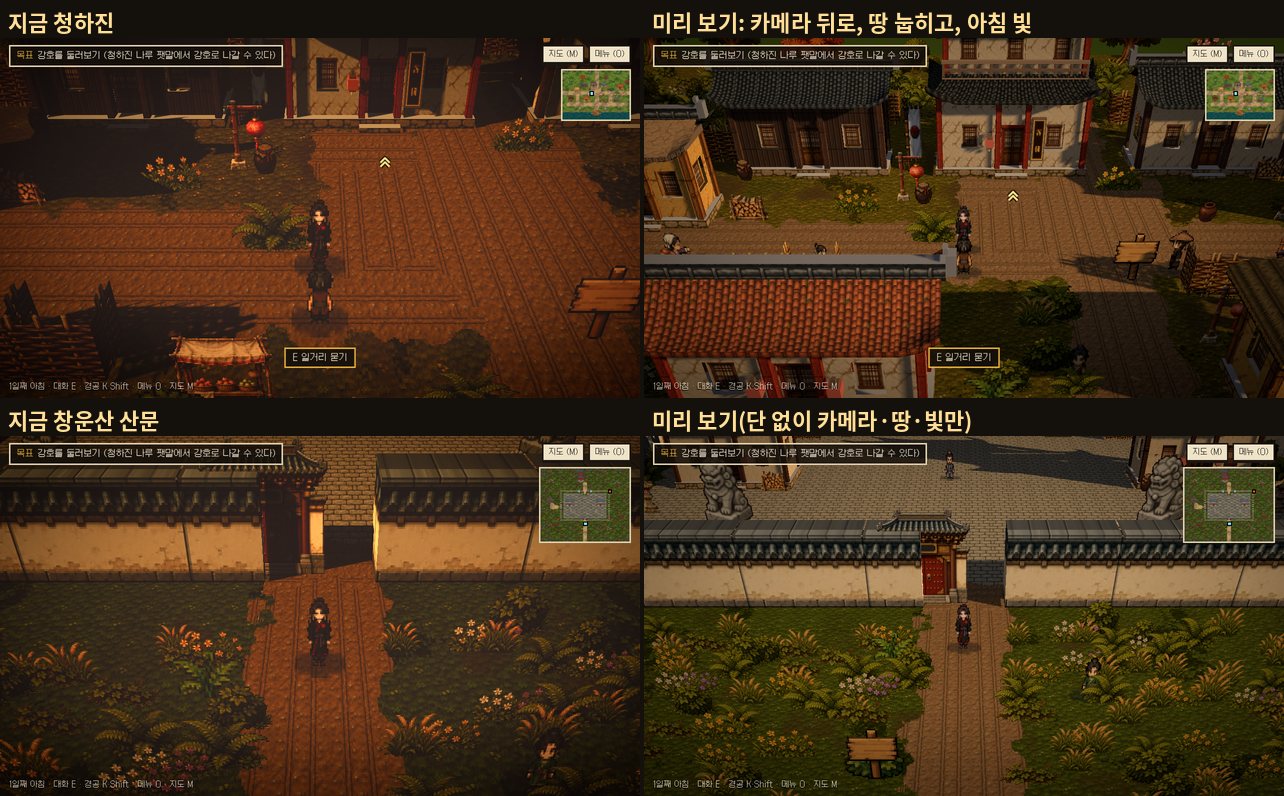 지금 청하진
목표 강호를 둘러보기 (청하진 나루 팻말에서 강호로 나갈 수 있다)
지도 (M)
메뉴 (O)
E 일거리 묻기
1일째 아침 · 대화 E · 경공 K Shift · 메뉴 O · 지도 M
미리 보기: 카메라 뒤로, 땅 눕히고, 아침 빛
목표 강호를 둘러보기 (청하진 나루 팻말에서 강호로 나갈 수 있다)
지도 (M)
메뉴 (O)
E 일거리 묻기
1일째 아침 · 대화 E · 경공 K Shift · 메뉴 O · 지도 M
지금 창운산 산문
목표 강호를 둘러보기 (청하진 나루 팻말에서 강호로 나갈 수 있다)
지도 (M)
메뉴 (O)
1일째 아침 · 대화 E · 경공 K Shift · 메뉴 O · 지도 M
미리 보기(단 없이 카메라·땅·빛만)
목표 강호를 둘러보기 (청하진 나루 팻말에서 강호로 나갈 수 있다)
지도 (M)
메뉴 (O)
1일째 아침 · 대화 E · 경공 K Shift · 메뉴 O · 지도 M